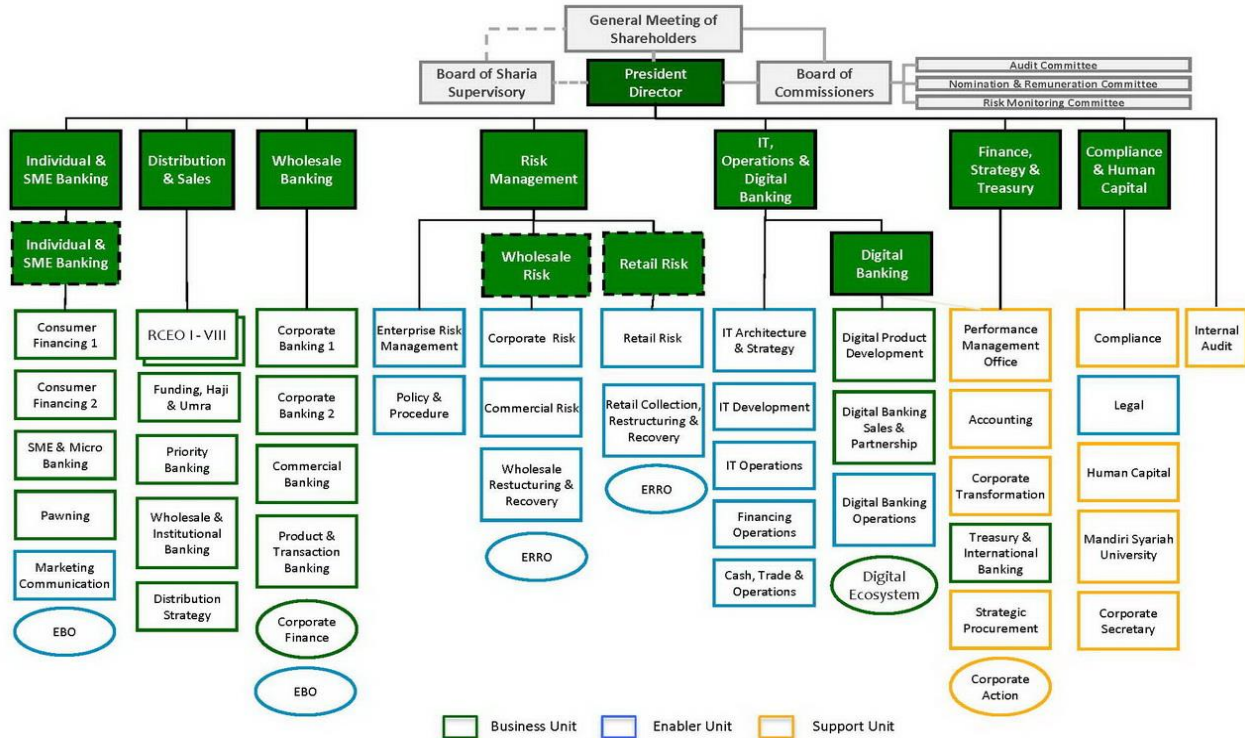 General Meeting of
Shareholders
Board of Sharia
Supervisory
President
Director
Board of
Commissioners
Audit Committee
Nomination & Remuneration Committee
Risk Monitoring Committee
Individual &
SME Banking
Distribution
& Sales
Wholesale
Banking
Risk
Management
IT,
Operations &
Digital
Banking
Finance,
Strategy &
Treasury
Compliance
& Human
Capital
Individual &
SME Banking
Wholesale
Risk
Retail Risk
Digital
Banking
Consumer
Financing 1
Consumer
Financing 2
SME & Micro
Banking
Pawning
Marketing
Communication
EBO
RCEO I - VIII
Funding, Haji
& Umra
Priority
Banking
Wholesale &
Institutional
Banking
Distribution
Strategy
Corporate
Banking 1
Corporate
Banking 2
Commercial
Banking
Product &
Transaction
Banking
Corporate
Finance
EBO
Enterprise Risk
Management
Policy &
Procedure
Corporate Risk
Commercial Risk
Wholesale
Restucturing &
Recovery
ERRO
Retail Risk
Retail Collection,
Restructuring &
Recovery
ERRO
IT Architecture
& Strategy
IT Development
IT Operations
Financing
Operations
Cash, Trade &
Operations
Digital Product
Development
Digital Banking
Sales &
Partnership
Digital Banking
Operations
Digital
Ecosystem
Performance
Management
Office
Accounting
Corporate
Transformation
Treasury &
International
Banking
Strategic
Procurement
Corporate
Action
Compliance
Legal
Human Capital
Mandiri Syariah
University
Corporate
Secretary
Internal
Audit
Business Unit
Enabler Unit
Support Unit